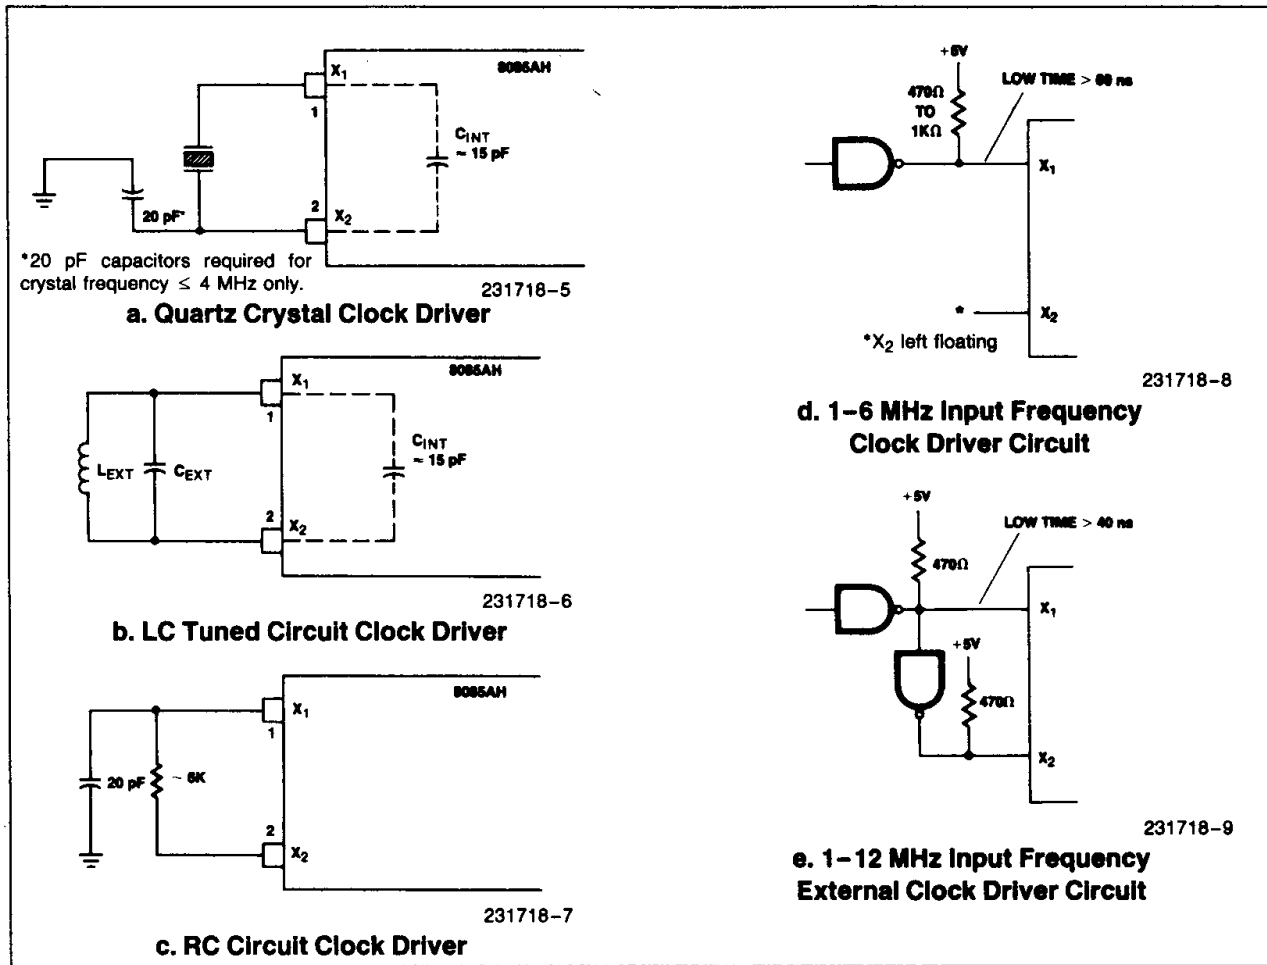 X1
8085AH
1
CINT
≈ 15 pF
20 pF*
2
X2
*20 pF capacitors required for
crystal frequency ≤ 4 MHz only.
231718-5
a. Quartz Crystal Clock Driver
8085AH
X1
1
LEXT
CEXT
CINT
≈ 15 pF
2
X2
231718-6
b. LC Tuned Circuit Clock Driver
8085AH
X1
1
20 pF
2
X2
231718-7
c. RC Circuit Clock Driver
+5V
470Ω
TO
1KΩ
LOW TIME >
ns
X1
*
X2
*X2 left floating
231718-8
d. 1–6 MHz Input Frequency
Clock Driver Circuit
+5V
LOW TIME > 40 ns
470Ω
X1
+5V
470Ω
X2
231718-9
e. 1–12 MHz Input Frequency
External Clock Driver Circuit